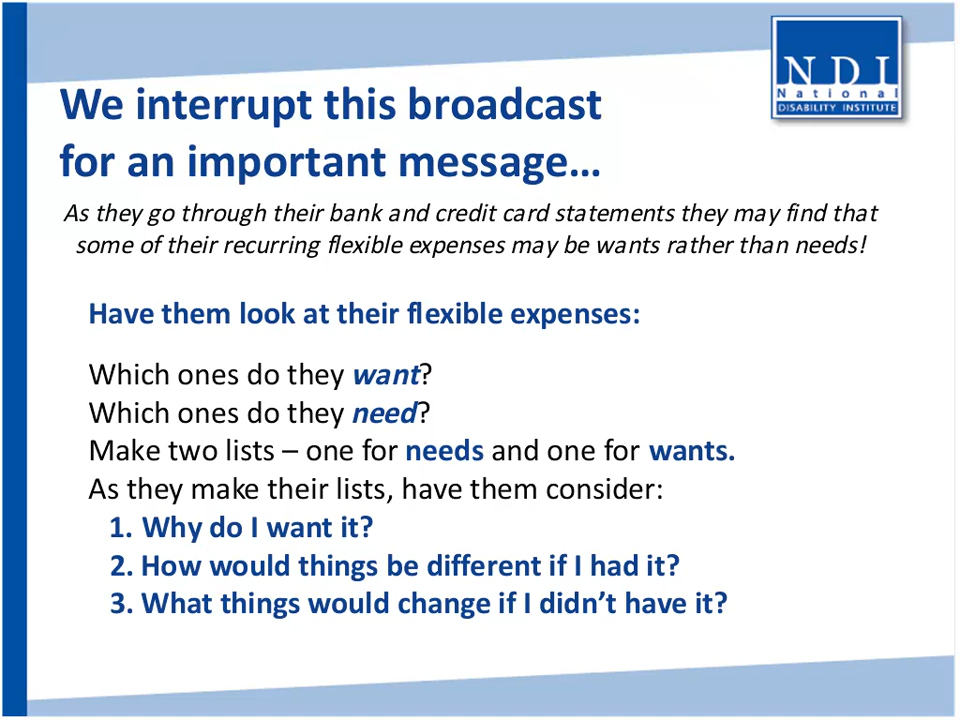 We interrupt this broadcast
for an important message…
NDI
National
DISABILITY INSTITUTE
As they go through their bank and credit card statements they may find that
some of their recurring flexible expenses may be wants rather than needs!
Have them look at their flexible expenses:
Which ones do they want?
Which ones do they need?
Make two lists – one for needs and one for wants.
As they make their lists, have them consider:
1. Why do I want it?
2. How would things be different if I had it?
3. What things would change if I didn’t have it?